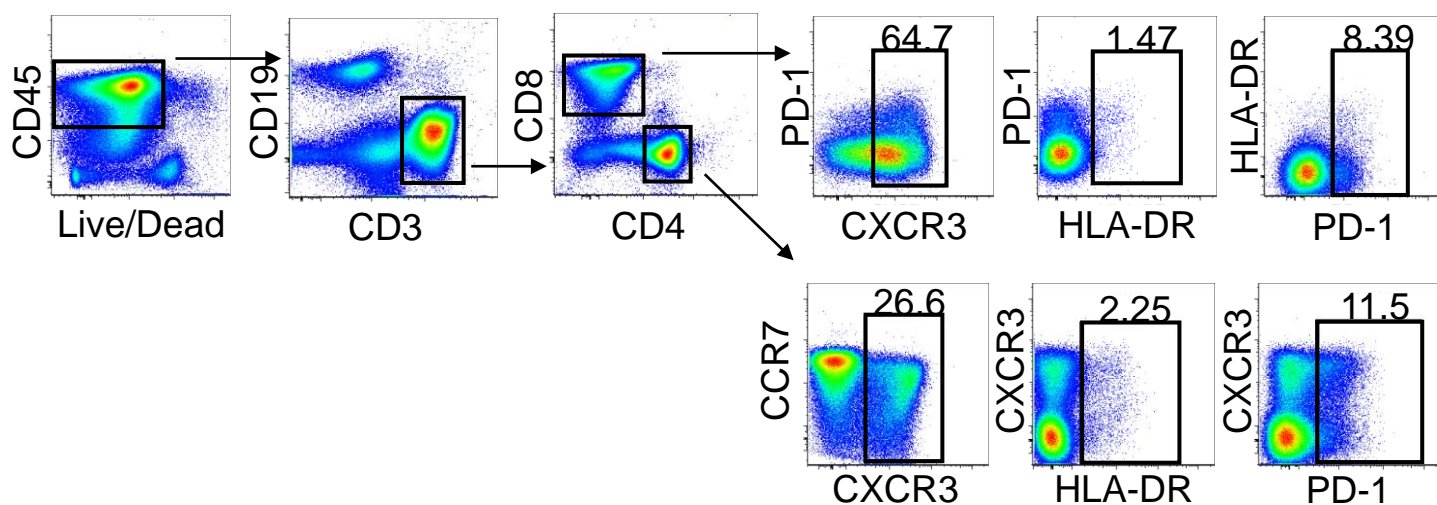 CD45
Live/Dead
CD19
CD3
CD8
CD4
PD-1
64.7
CXCR3
PD-1
1.47
HLA-DR
HLA-DR
8.39
PD-1
CCR7
26.6
CXCR3
CXCR3
2.25
HLA-DR
CXCR3
11.5
PD-1